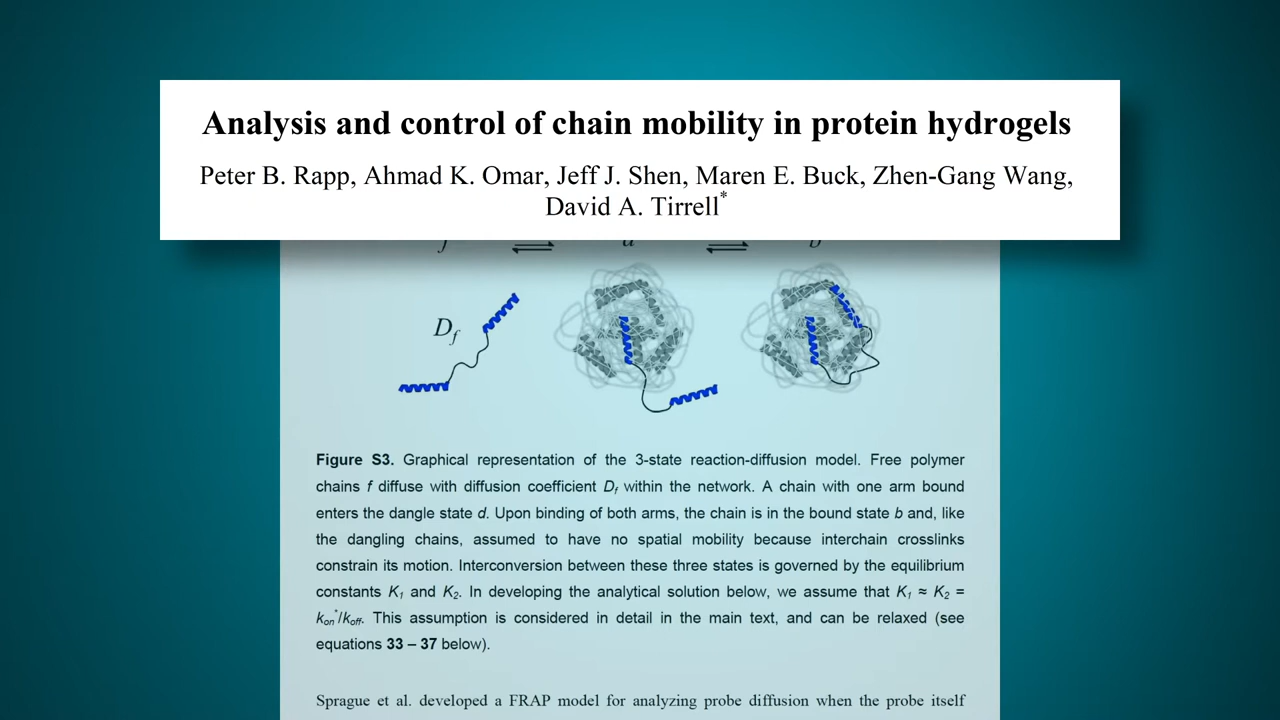 Analysis and control of chain mobility in protein hydrogels
Peter B. Rapp, Ahmad K. Omar, Jeff J. Shen, Maren E. Buck, Zhen-Gang Wang,
David A. Tirrell*
D_f
Figure S3. Graphical representation of the 3-state reaction-diffusion model. Free polymer
chains f diffuse with diffusion coefficient D_f within the network. A chain with one arm bound
enters the dangle state d. Upon binding of both arms, the chain is in the bound state b and, like
the dangling chains, assumed to have no spatial mobility because interchain crosslinks
constrain its motion. Interconversion between these three states is governed by the equilibrium
constants K₁ and K₂. In developing the analytical solution below, we assume that K₁ ≈ K₂ =
k_on*/k_off. This assumption is considered in detail in the main text, and can be relaxed (see
equations 33 – 37 below).
Sprague et al. developed a FRAP model for analyzing probe diffusion when the probe itself